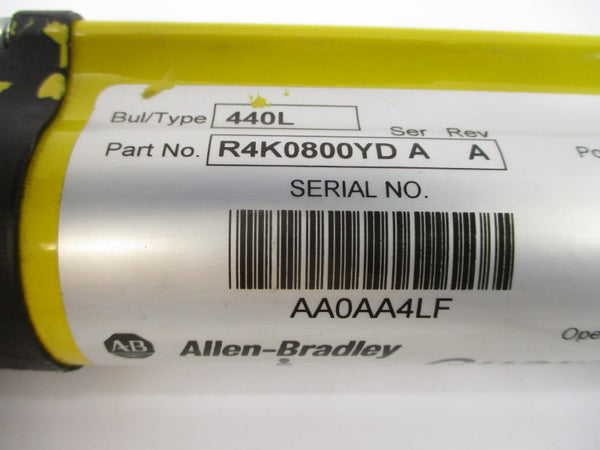 Bul/Type 440L
Ser Rev
Part No. R4K0800YD A A
SERIAL NO.
AA0AA4LF
AB Allen-Bradley